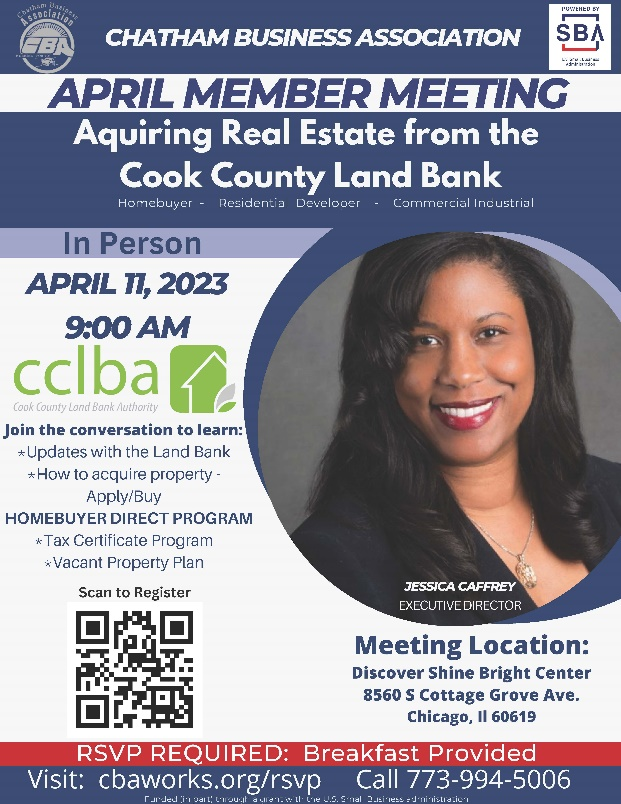 Chatham Business
Association
CBA
POWERED BY
SBA
U.S. Small Business
Administration
CHATHAM BUSINESS ASSOCIATION
APRIL MEMBER MEETING
Aquiring Real Estate from the
Cook County Land Bank
Homebuyer - Residentia Developer - Commercial Industrial
In Person
APRIL 11, 2023
9:00 AM
cclba
Cook County Land Bank Authority
Join the conversation to learn:
*Updates with the Land Bank
*How to acquire property -
Apply/Buy
HOMEBUYER DIRECT PROGRAM
*Tax Certificate Program
*Vacant Property Plan
Scan to Register
JESSICA CAFFREY
EXECUTIVE DIRECTOR
Meeting Location:
Discover Shine Bright Center
8560 S Cottage Grove Ave.
Chicago, Il 60619
RSVP REQUIRED: Breakfast Provided
Visit: cbaworks.org/rsvp Call 773-994-5006
Funded (in part) through a grant with the U.S. Small Business administration